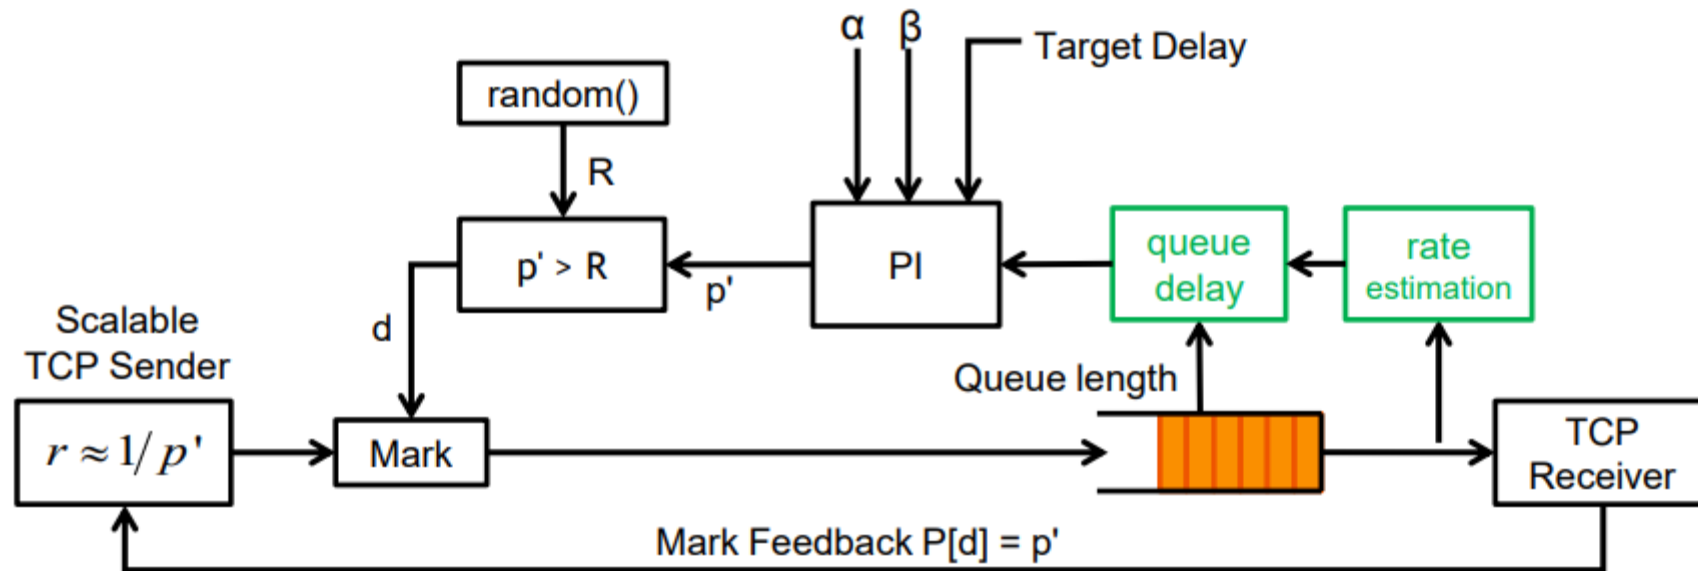 α β
Target Delay
random()
R
p' > R
p'
PI
queue
delay
rate
estimation
d
Scalable
TCP Sender
Queue length
r ≈ 1/ p'
Mark
TCP
Receiver
Mark Feedback P[d] = p'